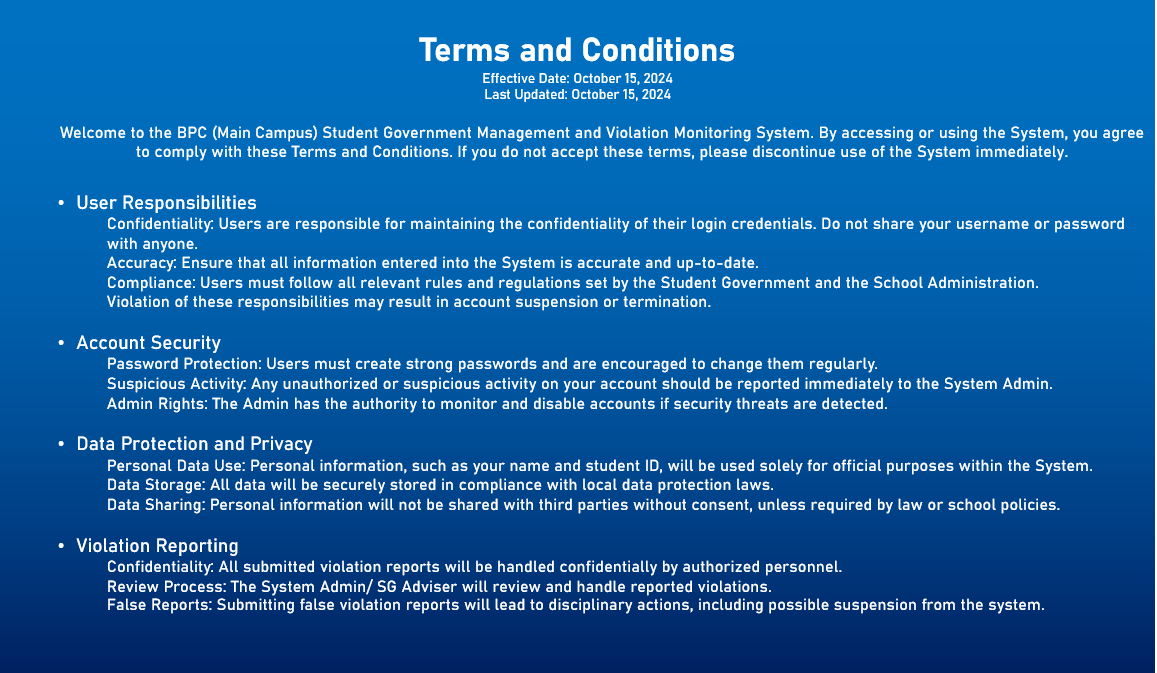 Terms and Conditions
Effective Date: October 15, 2024
Last Updated: October 15, 2024
Welcome to the BPC (Main Campus) Student Government Management and Violation Monitoring System. By accessing or using the System, you agree
to comply with these Terms and Conditions. If you do not accept these terms, please discontinue use of the System immediately.
• User Responsibilities
Confidentiality: Users are responsible for maintaining the confidentiality of their login credentials. Do not share your username or password
with anyone.
Accuracy: Ensure that all information entered into the System is accurate and up-to-date.
Compliance: Users must follow all relevant rules and regulations set by the Student Government and the School Administration.
Violation of these responsibilities may result in account suspension or termination.
• Account Security
Password Protection: Users must create strong passwords and are encouraged to change them regularly.
Suspicious Activity: Any unauthorized or suspicious activity on your account should be reported immediately to the System Admin.
Admin Rights: The Admin has the authority to monitor and disable accounts if security threats are detected.
• Data Protection and Privacy
Personal Data Use: Personal information, such as your name and student ID, will be used solely for official purposes within the System.
Data Storage: All data will be securely stored in compliance with local data protection laws.
Data Sharing: Personal information will not be shared with third parties without consent, unless required by law or school policies.
• Violation Reporting
Confidentiality: All submitted violation reports will be handled confidentially by authorized personnel.
Review Process: The System Admin/ SG Adviser will review and handle reported violations.
False Reports: Submitting false violation reports will lead to disciplinary actions, including possible suspension from the system.